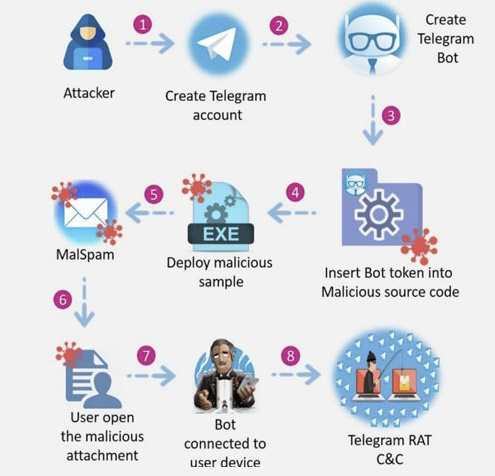 1
2
Create
Telegram
Bot
Attacker
Create Telegram
account
3
5
4
EXE
MalSpam
Deploy malicious
sample
Insert Bot token into
Malicious source code
6
7
8
User open
the malicious
attachment
Bot
connected to
user device
Telegram RAT
C&C